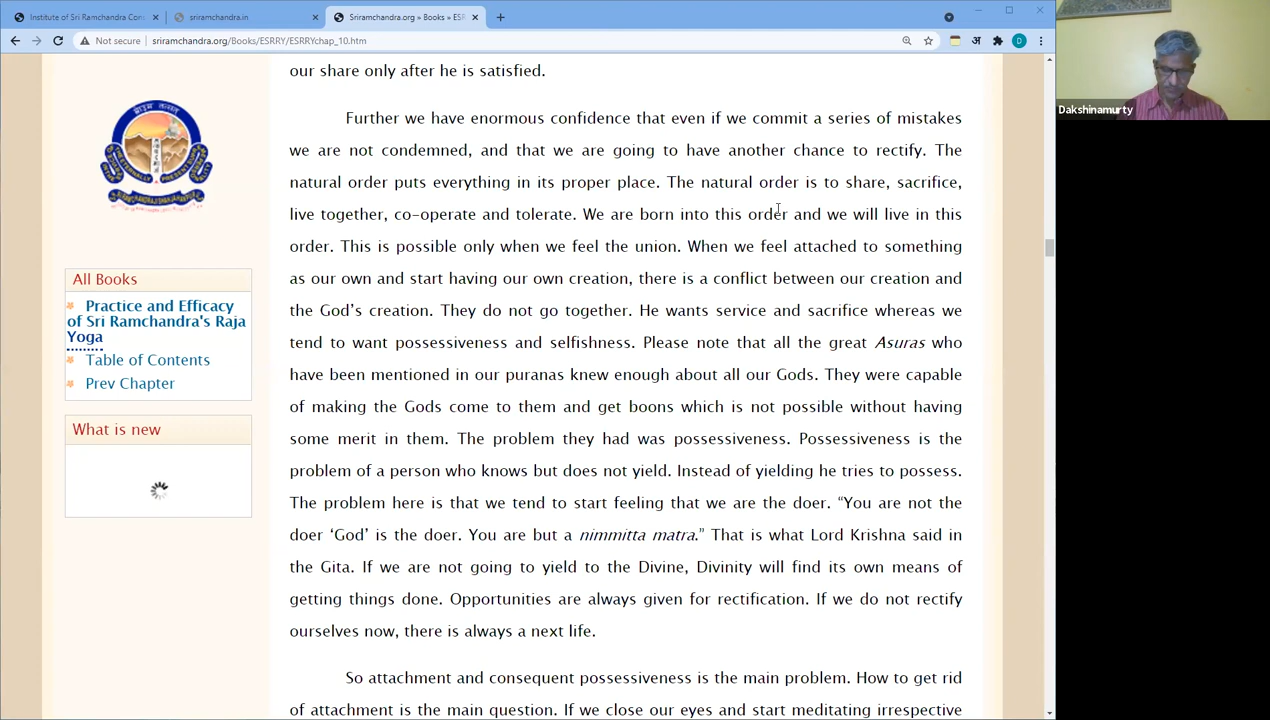 Institute of Sri Ramchandra Con
sriramchandra.in
Sriramchandra.org » Books » ESR
Not secure
sriramchandra.org/Books/ESRRY/ESRRYchap_10.htm
अ
D
Dakshinamurty
All Books
Practice and Efficacy
of Sri Ramchandra's Raja
Yoga
Table of Contents
Prev Chapter
What is new
our share only after he is satisfied.
Further we have enormous confidence that even if we commit a series of mistakes
we are not condemned, and that we are going to have another chance to rectify. The
natural order puts everything in its proper place. The natural order is to share, sacrifice,
live together, co-operate and tolerate. We are born into this order and we will live in this
order. This is possible only when we feel the union. When we feel attached to something
as our own and start having our own creation, there is a conflict between our creation and
the God’s creation. They do not go together. He wants service and sacrifice whereas we
tend to want possessiveness and selfishness. Please note that all the great Asuras who
have been mentioned in our puranas knew enough about all our Gods. They were capable
of making the Gods come to them and get boons which is not possible without having
some merit in them. The problem they had was possessiveness. Possessiveness is the
problem of a person who knows but does not yield. Instead of yielding he tries to possess.
The problem here is that we tend to start feeling that we are the doer. “You are not the
doer ‘God’ is the doer. You are but a nimmitta matra.” That is what Lord Krishna said in
the Gita. If we are not going to yield to the Divine, Divinity will find its own means of
getting things done. Opportunities are always given for rectification. If we do not rectify
ourselves now, there is always a next life.
So attachment and consequent possessiveness is the main problem. How to get rid
of attachment is the main question. If we close our eyes and start meditating irrespective